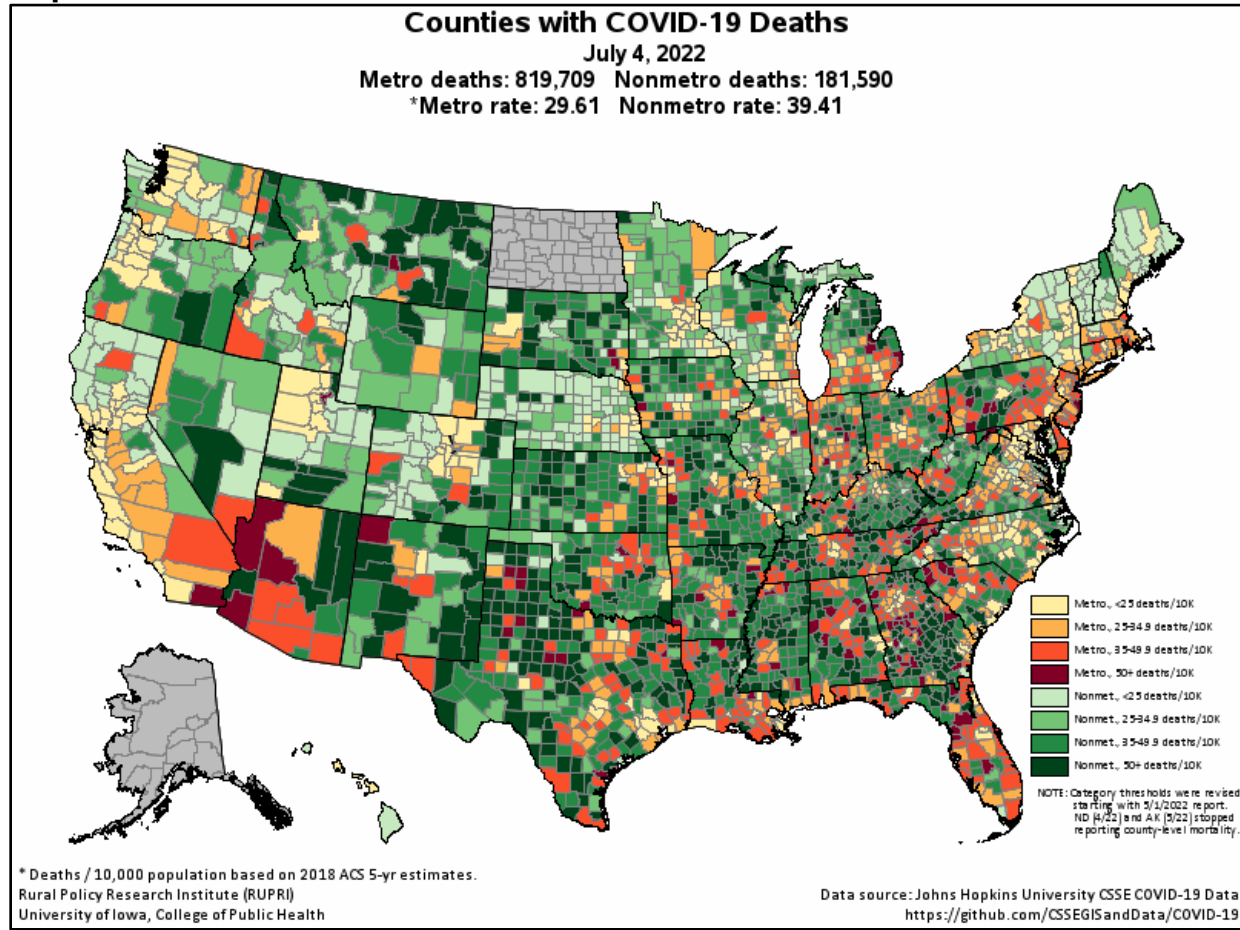 Counties with COVID-19 Deaths
July 4, 2022
Metro deaths: 819,709 Nonmetro deaths: 181,590
*Metro rate: 29.61 Nonmetro rate: 39.41
Metro., <25 deaths/10K
Metro., 25-34.9 deaths/10K
Metro., 35-49.9 deaths/10K
Metro., 50+ deaths/10K
Nonmet., <25 deaths/10K
Nonmet., 25-34.9 deaths/10K
Nonmet., 35-49.9 deaths/10K
Nonmet., 50+ deaths/10K
NOTE: Category thresholds were revised
starting with 5/1/2022 report.
ND (4/22) and AK (5/22) stopped
reporting county-level mortality.
* Deaths / 10,000 population based on 2018 ACS 5-yr estimates.
Rural Policy Research Institute (RUPRI)
University of Iowa, College of Public Health
Data source: Johns Hopkins University CSSE COVID-19 Data
https://github.com/CSSEGISandData/COVID-19